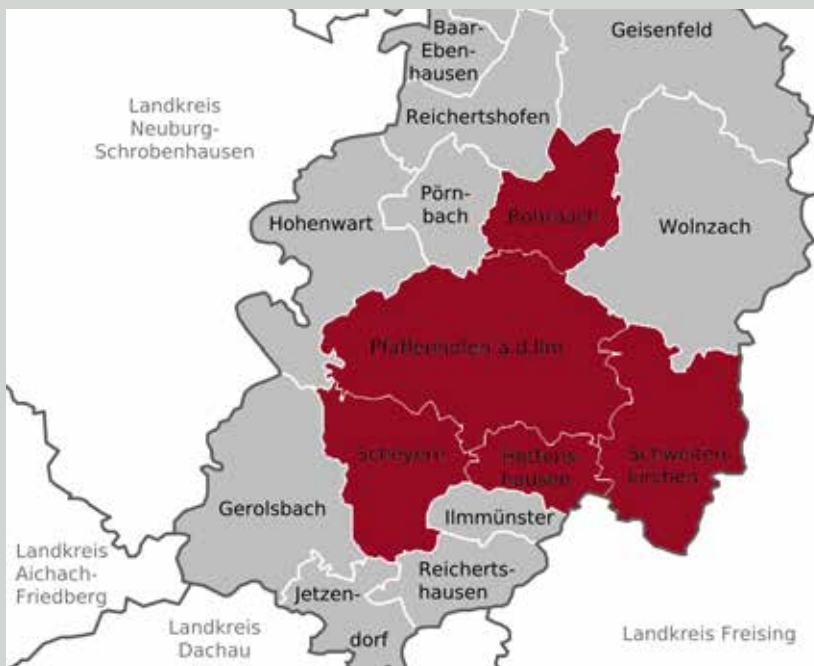 Baar-
Eben-
hausen
Geisenfeld
Landkreis
Neuburg-
Schrobenhausen
Reichertshofen
Pörn-
bach
Rohrbach
Hohenwart
Wolnzach
Pfaffenhofen a.d.Ilm
Scheyern
Hettens-
hausen
Schweiten-
kirchen
Gerolsbach
Ilmmünster
Landkreis
Aichach-
Friedberg
Reicherts-
hausen
Jetzen-
dorf
Landkreis
Dachau
Landkreis Freising